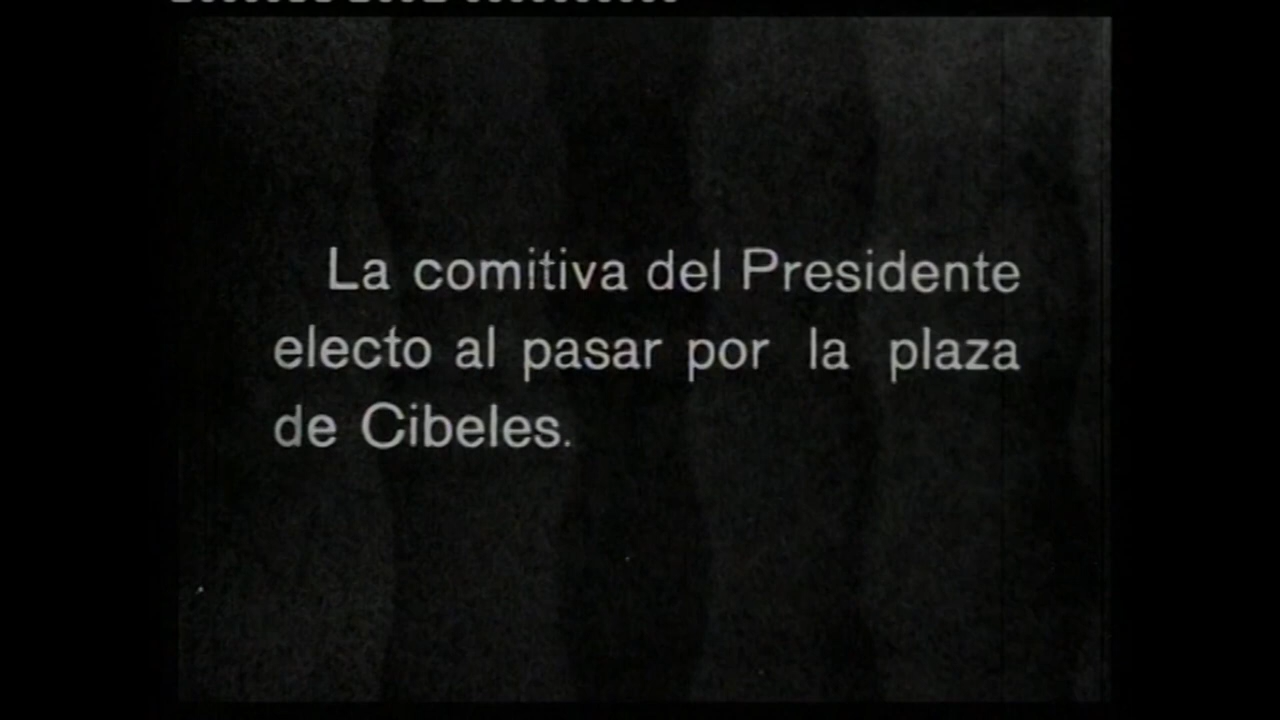 La comitiva del Presidente
electo al pasar por la plaza
de Cibeles.